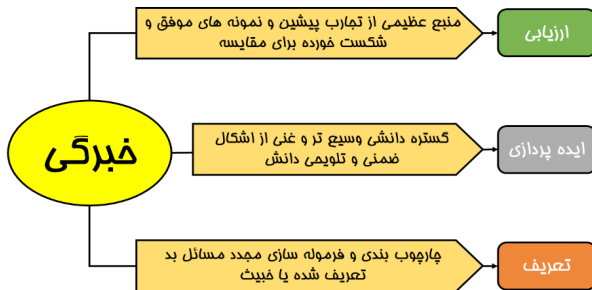 منبع عظیمی از تجارب پیشین و نمونه های موفق و
شکست خورده برای مقایسه
ارزیابی
خبرگی
گستره دانشی وسیع تر و غنی از اشکال
ضمنی و تلویحی دانش
ایده پردازی
چارچوب بندی و فرموله سازی مجدد مسائل بد
تعریف شده یا خبیث
تعریف